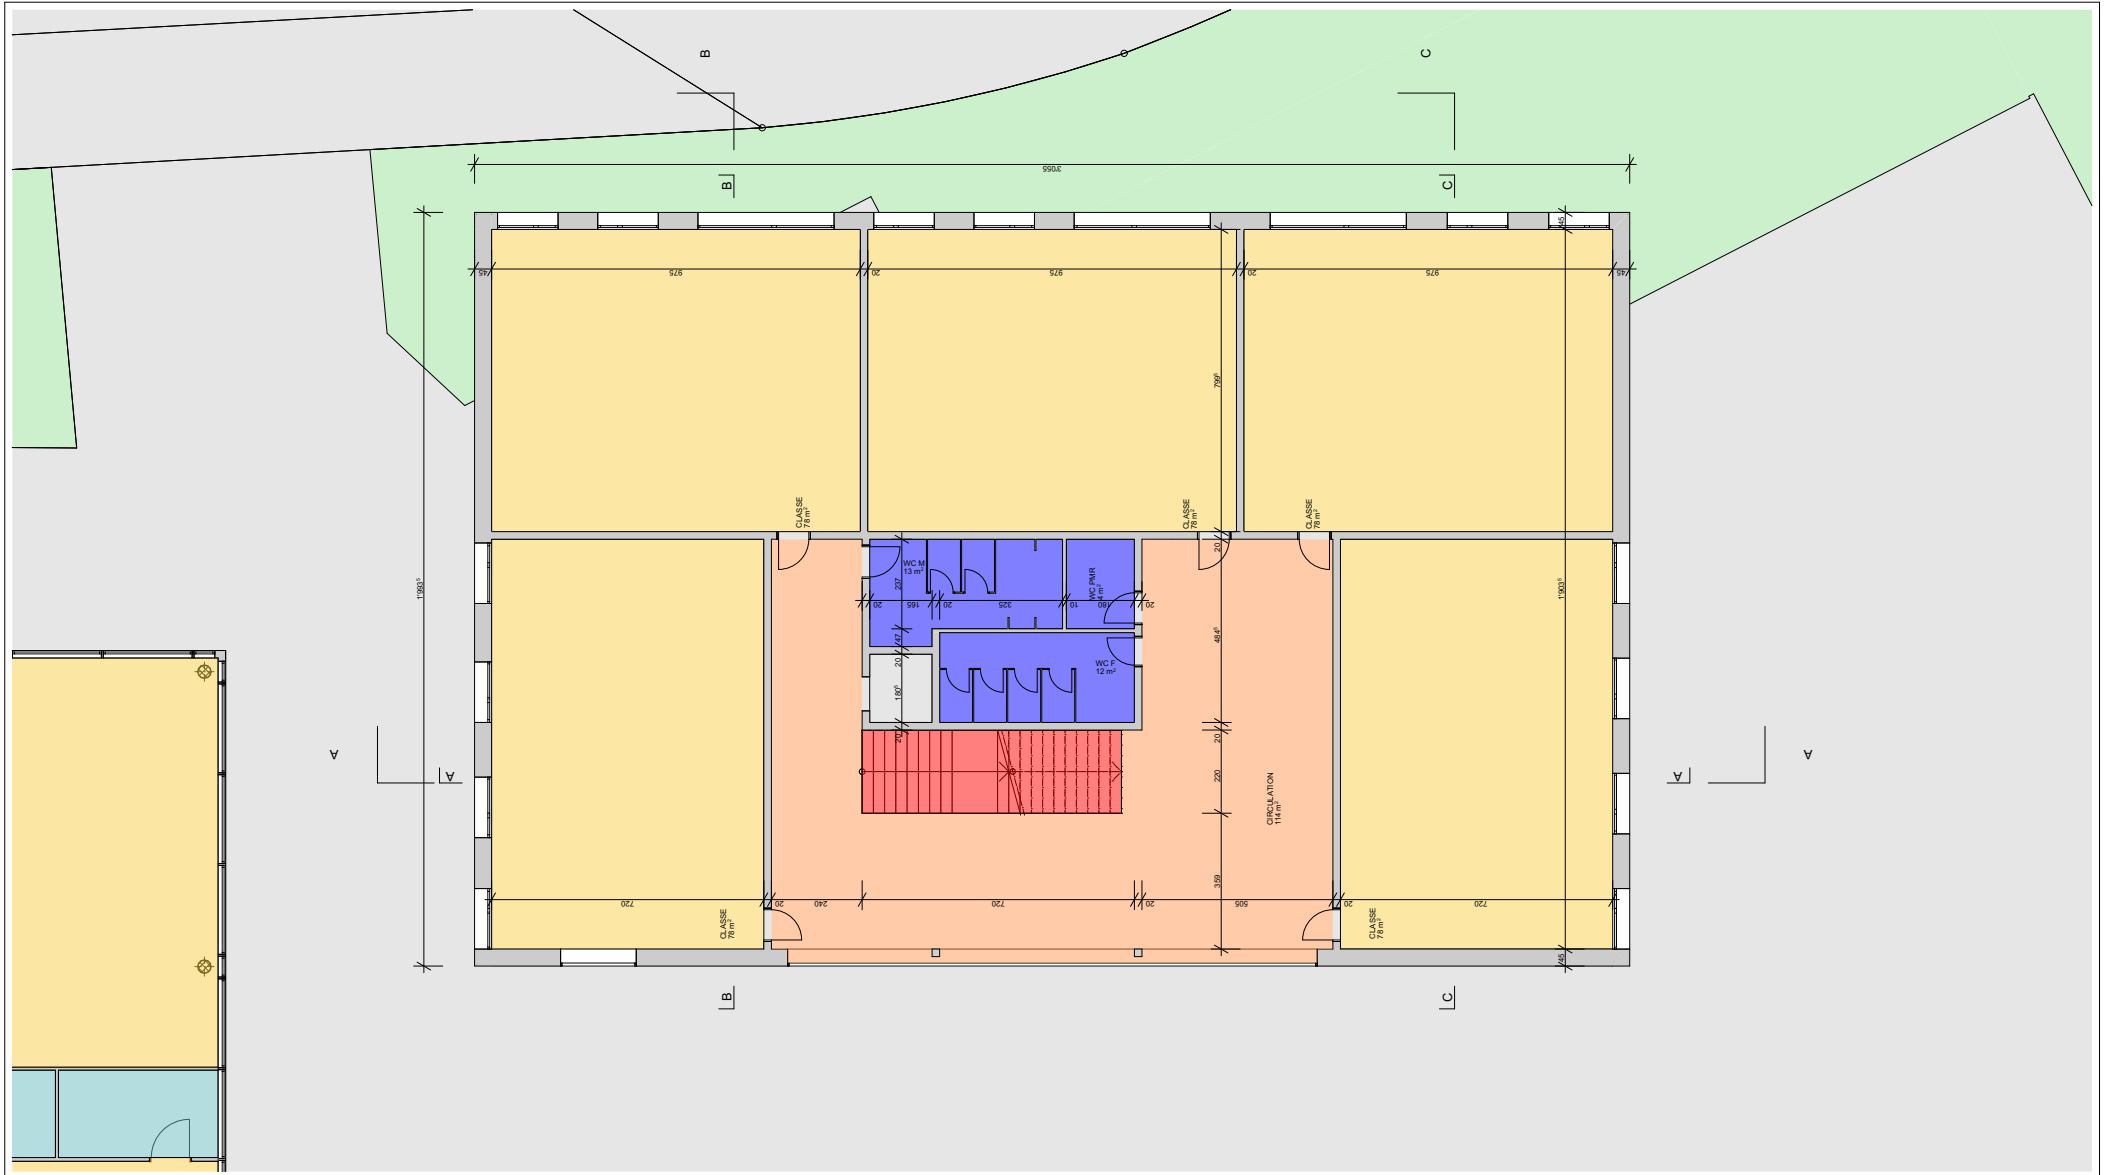 B
C
3'055
B
C
45
45
975
20
975
20
975
45
799⁵
CLASSE
78 m²
CLASSE
78 m²
CLASSE
78 m²
1'993⁵
1'903⁵
20
WC M
13 m²
237
WC PMR
4 m²
20
165
20
325
10
180
20
47
484⁵
20
WC F
12 m²
180⁵
20
20
A
A
A
A
220
CIRCULATION
114 m²
359
720
20
240
720
20
505
20
720
CLASSE
78 m²
CLASSE
78 m²
45
B
C